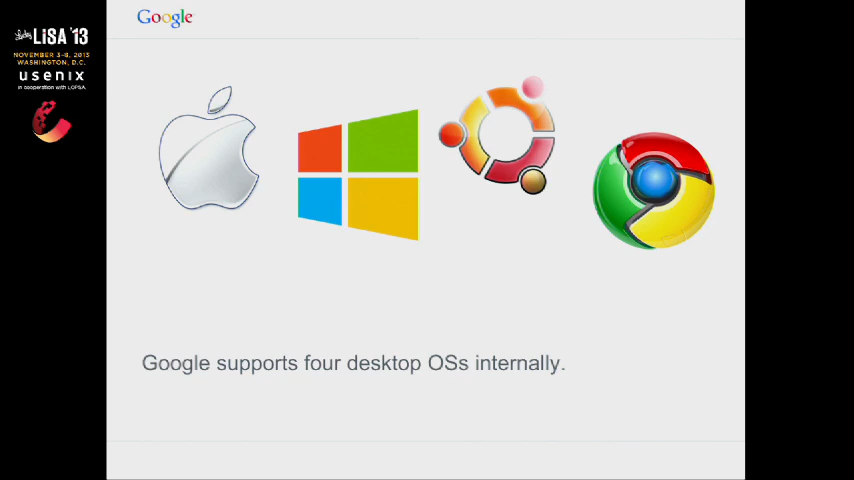 Lucky LISA '13
NOVEMBER 3-8, 2013
WASHINGTON, D.C.
usenix
in cooperation with LOPSA
Google
Google supports four desktop OSs internally.